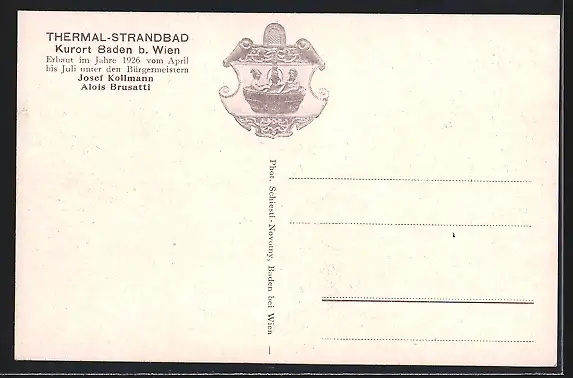 THERMAL-STRANDBAD
Kurort Baden b. Wien
Erbaut im Jahre 1926 vom April
bis Juli unter den Bürgermeistern
Josef Kollmann
Alois Brusatti
Phot. Schiestl-Novotny, Baden bei Wien